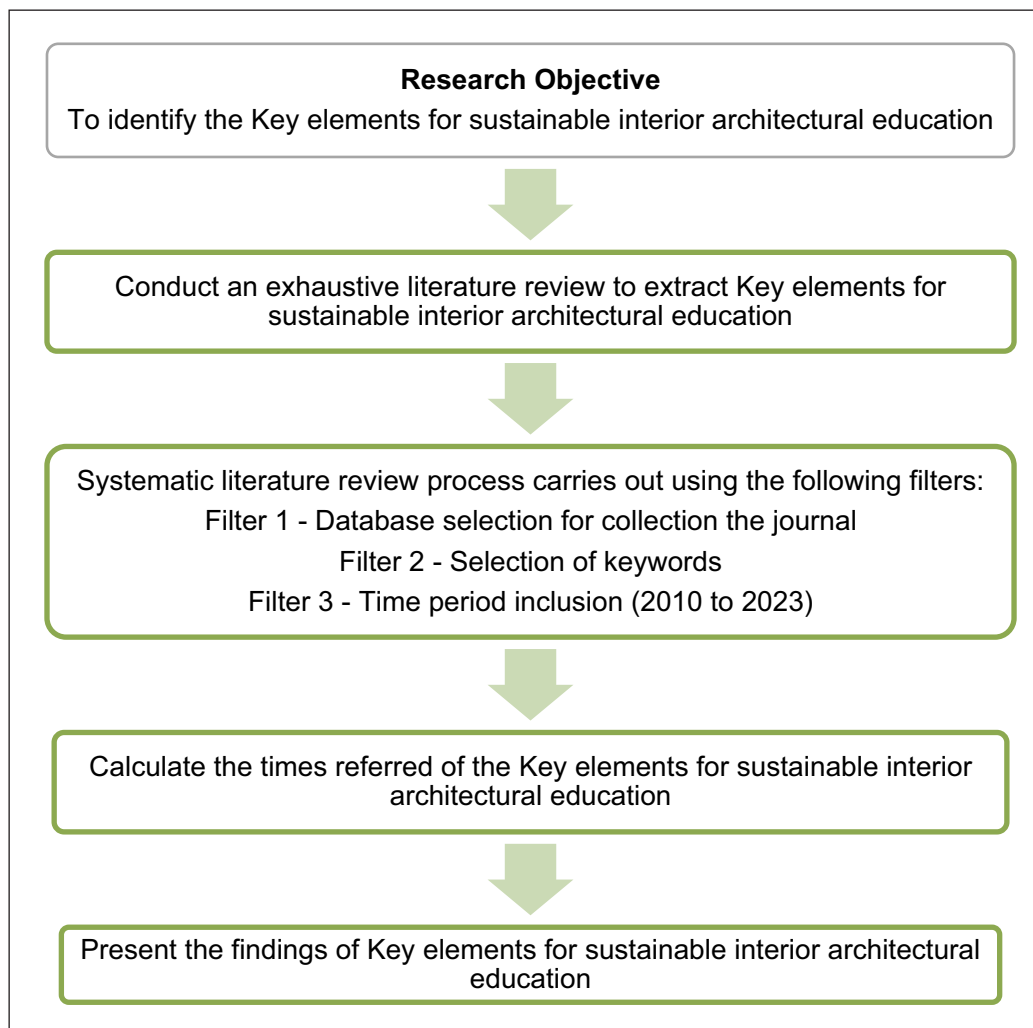 Research Objective
To identify the Key elements for sustainable interior architectural education
Conduct an exhaustive literature review to extract Key elements for
sustainable interior architectural education
Systematic literature review process carries out using the following filters:
Filter 1 - Database selection for collection the journal
Filter 2 - Selection of keywords
Filter 3 - Time period inclusion (2010 to 2023)
Calculate the times referred of the Key elements for sustainable interior
architectural education
Present the findings of Key elements for sustainable interior architectural
education